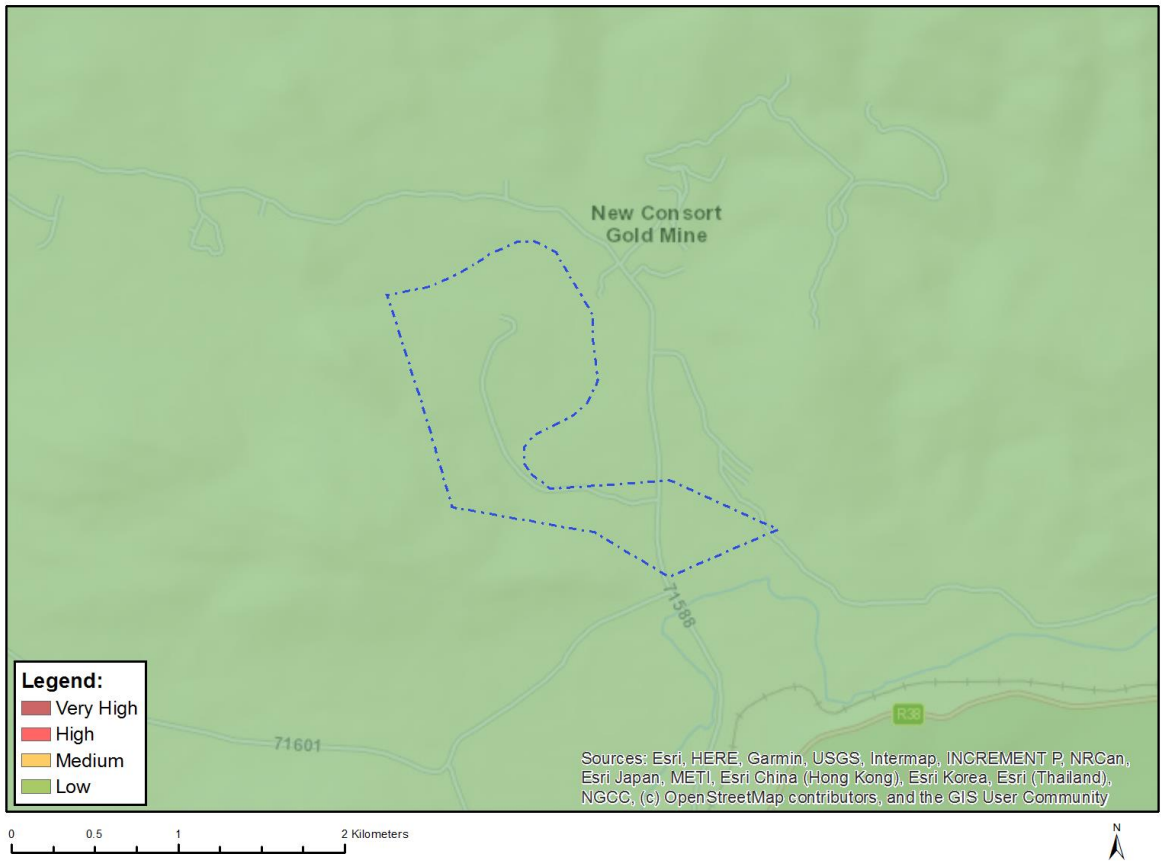 New Consort
Gold Mine
71588
R38
71601
Legend:
Very High
High
Medium
Low
Sources: Esri, HERE, Garmin, USGS, Intermap, INCREMENT P, NRCan,
Esri Japan, METI, Esri China (Hong Kong), Esri Korea, Esri (Thailand),
NGCC, (c) OpenStreetMap contributors, and the GIS User Community
0 0.5 1 2 Kilometers
N